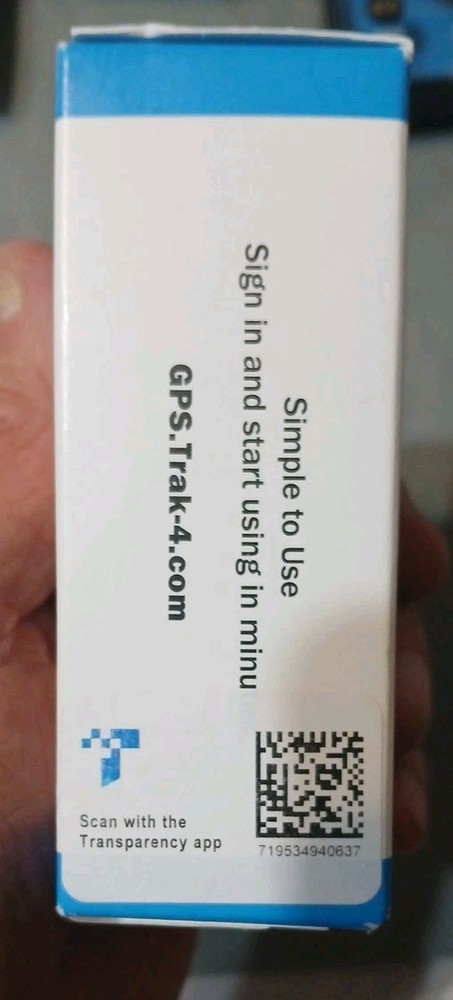 Simple to Use
Sign in and start using in minu
GPS.Trak-4.com
Scan with the
Transparency app
719534940637